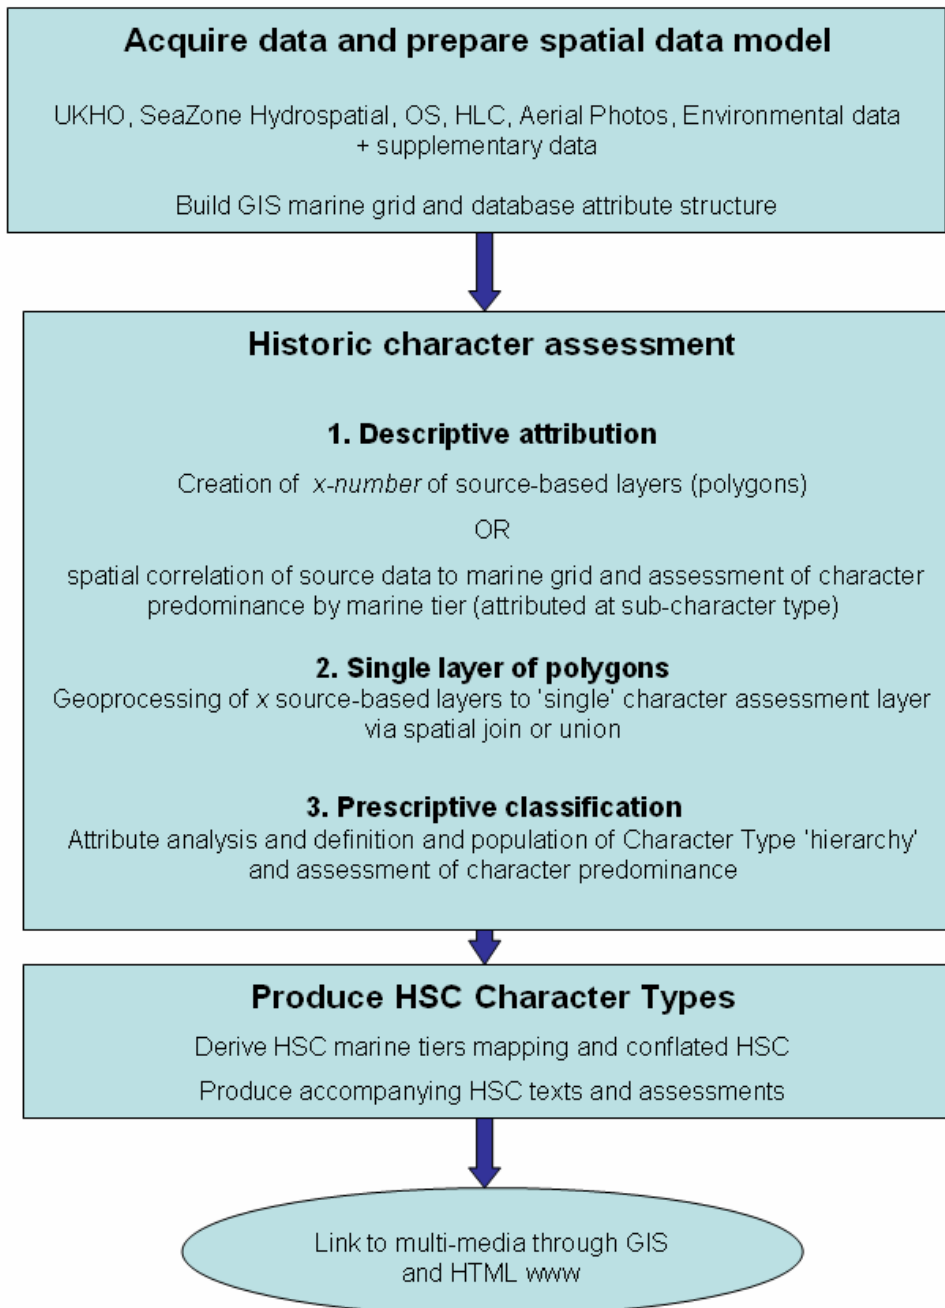 Acquire data and prepare spatial data model
UKHO, SeaZone Hydrospatial, OS, HLC, Aerial Photos, Environmental data
+ supplementary data
Build GIS marine grid and database attribute structure
Historic character assessment
1. Descriptive attribution
Creation of x-number of source-based layers (polygons)
OR
spatial correlation of source data to marine grid and assessment of character
predominance by marine tier (attributed at sub-character type)
2. Single layer of polygons
Geoprocessing of x source-based layers to 'single' character assessment layer
via spatial join or union
3. Prescriptive classification
Attribute analysis and definition and population of Character Type 'hierarchy'
and assessment of character predominance
Produce HSC Character Types
Derive HSC marine tiers mapping and conflated HSC
Produce accompanying HSC texts and assessments
Link to multi-media through GIS
and HTML www